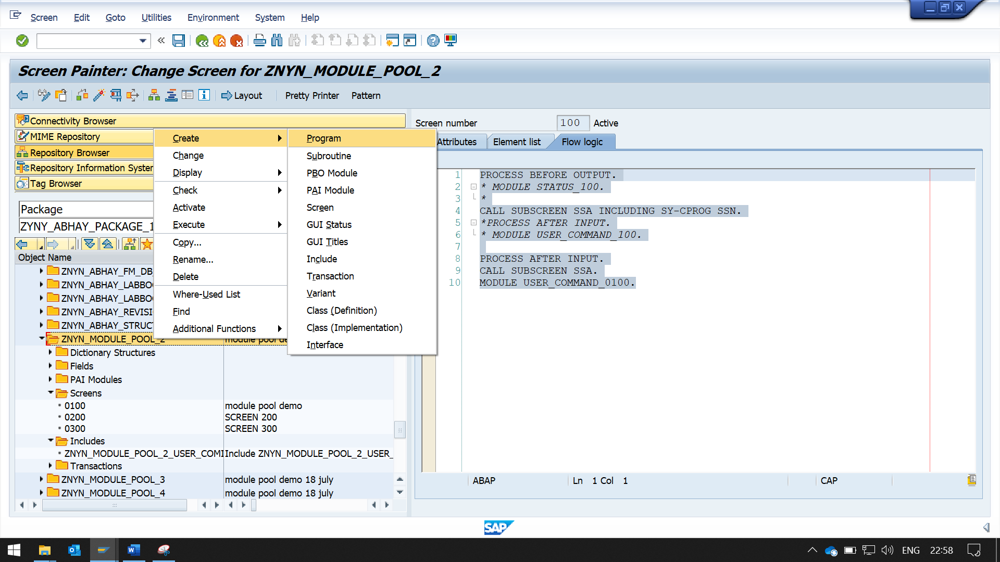 Screen Edit Goto Utilities Environment System Help
Screen Painter: Change Screen for ZNYN_MODULE_POOL_2
Layout Pretty Printer Pattern
Connectivity Browser
MIME Repository
Repository Browser
Repository Information Syster
Tag Browser
Package
ZYNY_ABHAY_PACKAGE_1
Object Name
ZNYN_ABHAY_FM_DB_
ZNYN_ABHAY_LABBO
ZNYN_ABHAY_LABBO
ZNYN_ABHAY_REVISI
ZNYN_ABHAY_STRUCT
ZNYN_MODULE_POOL_2 module pool de
Dictionary Structures
Fields
PAI Modules
Screens
0100 module pool demo
0200 SCREEN 200
0300 SCREEN 300
Includes
ZNYN_MODULE_POOL_2_USER_COMI Include ZNYN_MODULE_POOL_2_USER_
Transactions
ZNYN_MODULE_POOL_3 module pool demo 18 july
ZNYN_MODULE_POOL_4 module pool demo 18 july
Create
Change
Display
Check
Activate
Execute
Copy...
Rename...
Delete
Where-Used List
Find
Additional Functions
Program
Subroutine
PBO Module
PAI Module
Screen
GUI Status
GUI Titles
Include
Transaction
Variant
Class (Definition)
Class (Implementation)
Interface
Screen number 100 Active
Attributes Element list Flow logic
1 PROCESS BEFORE OUTPUT.
2 * MODULE STATUS_100.
3 *
4 CALL SUBSCREEN SSA INCLUDING SY-CPROG SSN.
5 *PROCESS AFTER INPUT.
6 * MODULE USER_COMMAND_100.
7
8 PROCESS AFTER INPUT.
9 CALL SUBSCREEN SSA.
10 MODULE USER_COMMAND_0100.
ABAP Ln 1 Col 1 CAP
SAP
ENG 22:58